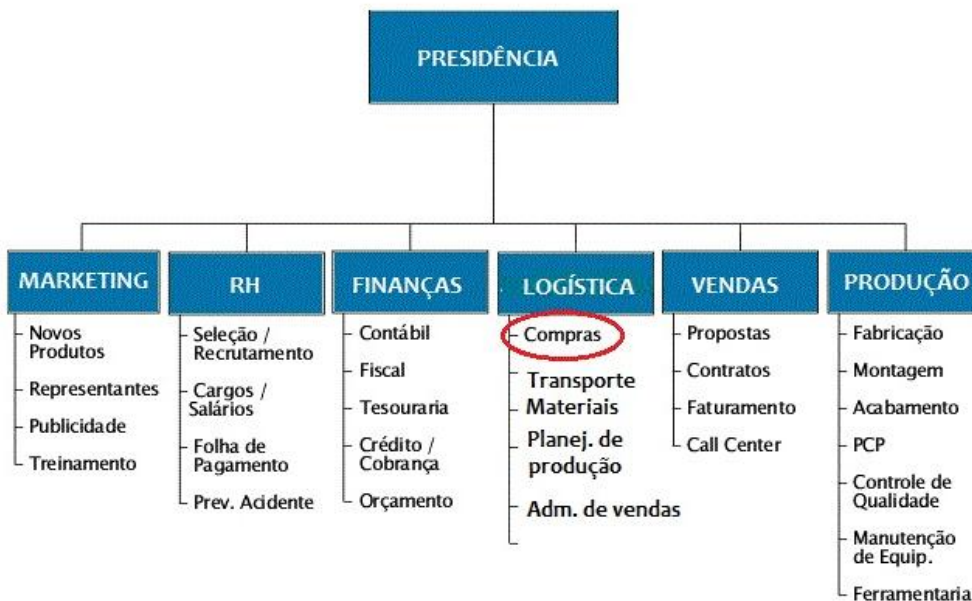 PRESIDÊNCIA
MARKETING
Novos
Produtos
Representantes
Publicidade
Treinamento
RH
Seleção /
Recrutamento
Cargos /
Salários
Folha de
Pagamento
Prev. Acidente
FINANÇAS
Contábil
Fiscal
Tesouraria
Crédito /
Cobrança
Orçamento
LOGÍSTICA
Compras
Transporte
Materiais
Planej. de
produção
Adm. de vendas
VENDAS
Propostas
Contratos
Faturamento
Call Center
PRODUÇÃO
Fabricação
Montagem
Acabamento
PCP
Controle de
Qualidade
Manutenção
de Equip.
Ferramentaria